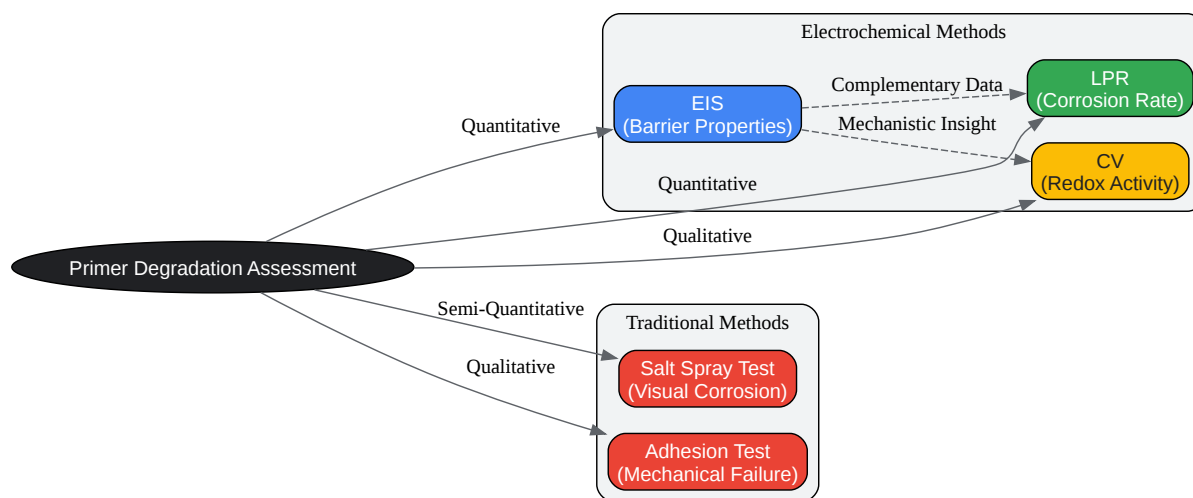 Electrochemical Methods
EIS
(Barrier Properties)
Complementary Data
LPR
(Corrosion Rate)
Mechanistic Insight
CV
(Redox Activity)
Quantitative
Quantitative
Qualitative
Primer Degradation Assessment
Semi-Quantitative
Qualitative
Traditional Methods
Salt Spray Test
(Visual Corrosion)
Adhesion Test
(Mechanical Failure)